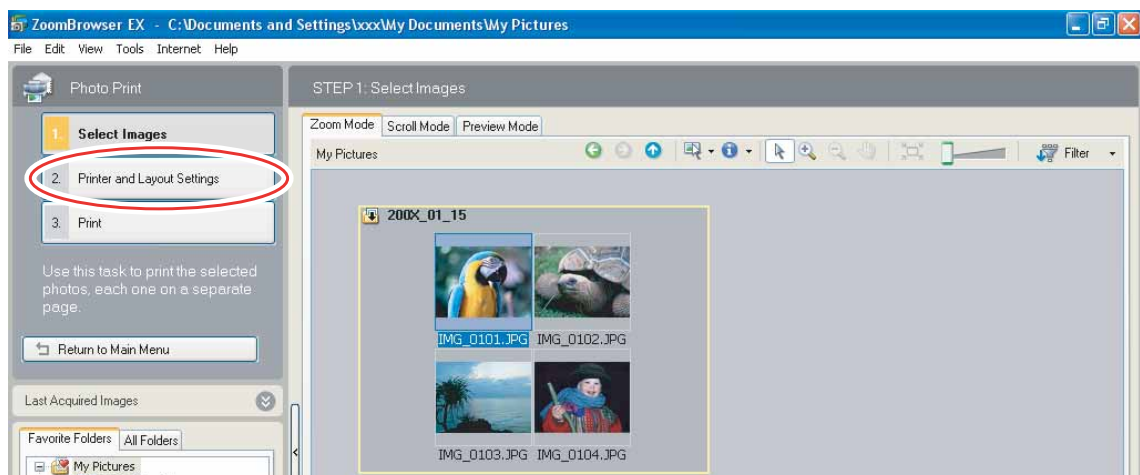 ZoomBrowser EX - C:\Documents and Settings\xxx\My Documents\My Pictures
File Edit View Tools Internet Help
Photo Print
1. Select Images
2. Printer and Layout Settings
3. Print
Use this task to print the selected
photos, each one on a separate
page.
Return to Main Menu
Last Acquired Images
Favorite Folders All Folders
My Pictures
STEP 1: Select Images
Zoom Mode Scroll Mode Preview Mode
My Pictures
Filter
200X_01_15
IMG_0101.JPG IMG_0102.JPG
IMG_0103.JPG IMG_0104.JPG